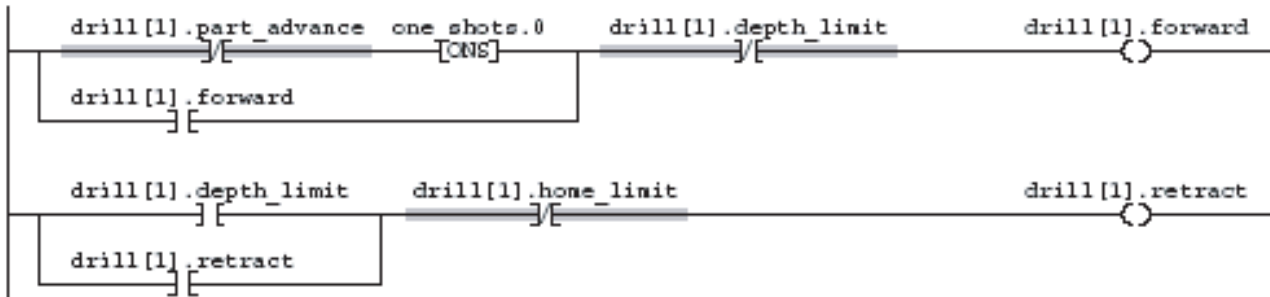 drill[1].part_advance one_shots.0 drill[1].depth_limit drill[1].forward
ONS
drill[1].forward
drill[1].depth_limit drill[1].home_limit drill[1].retract
drill[1].retract